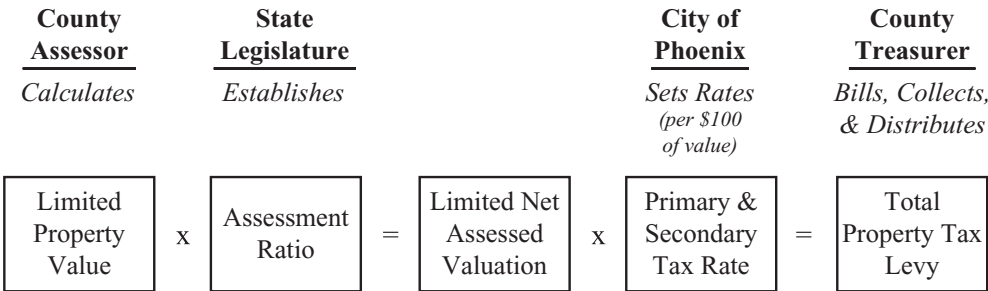 County
Assessor
Calculates
State
Legislature
Establishes
City of
Phoenix
Sets Rates
(per $100
of value)
County
Treasurer
Bills, Collects,
& Distributes
Limited
Property
Value
x
Assessment
Ratio
=
Limited Net
Assessed
Valuation
x
Primary &
Secondary
Tax Rate
=
Total
Property Tax
Levy